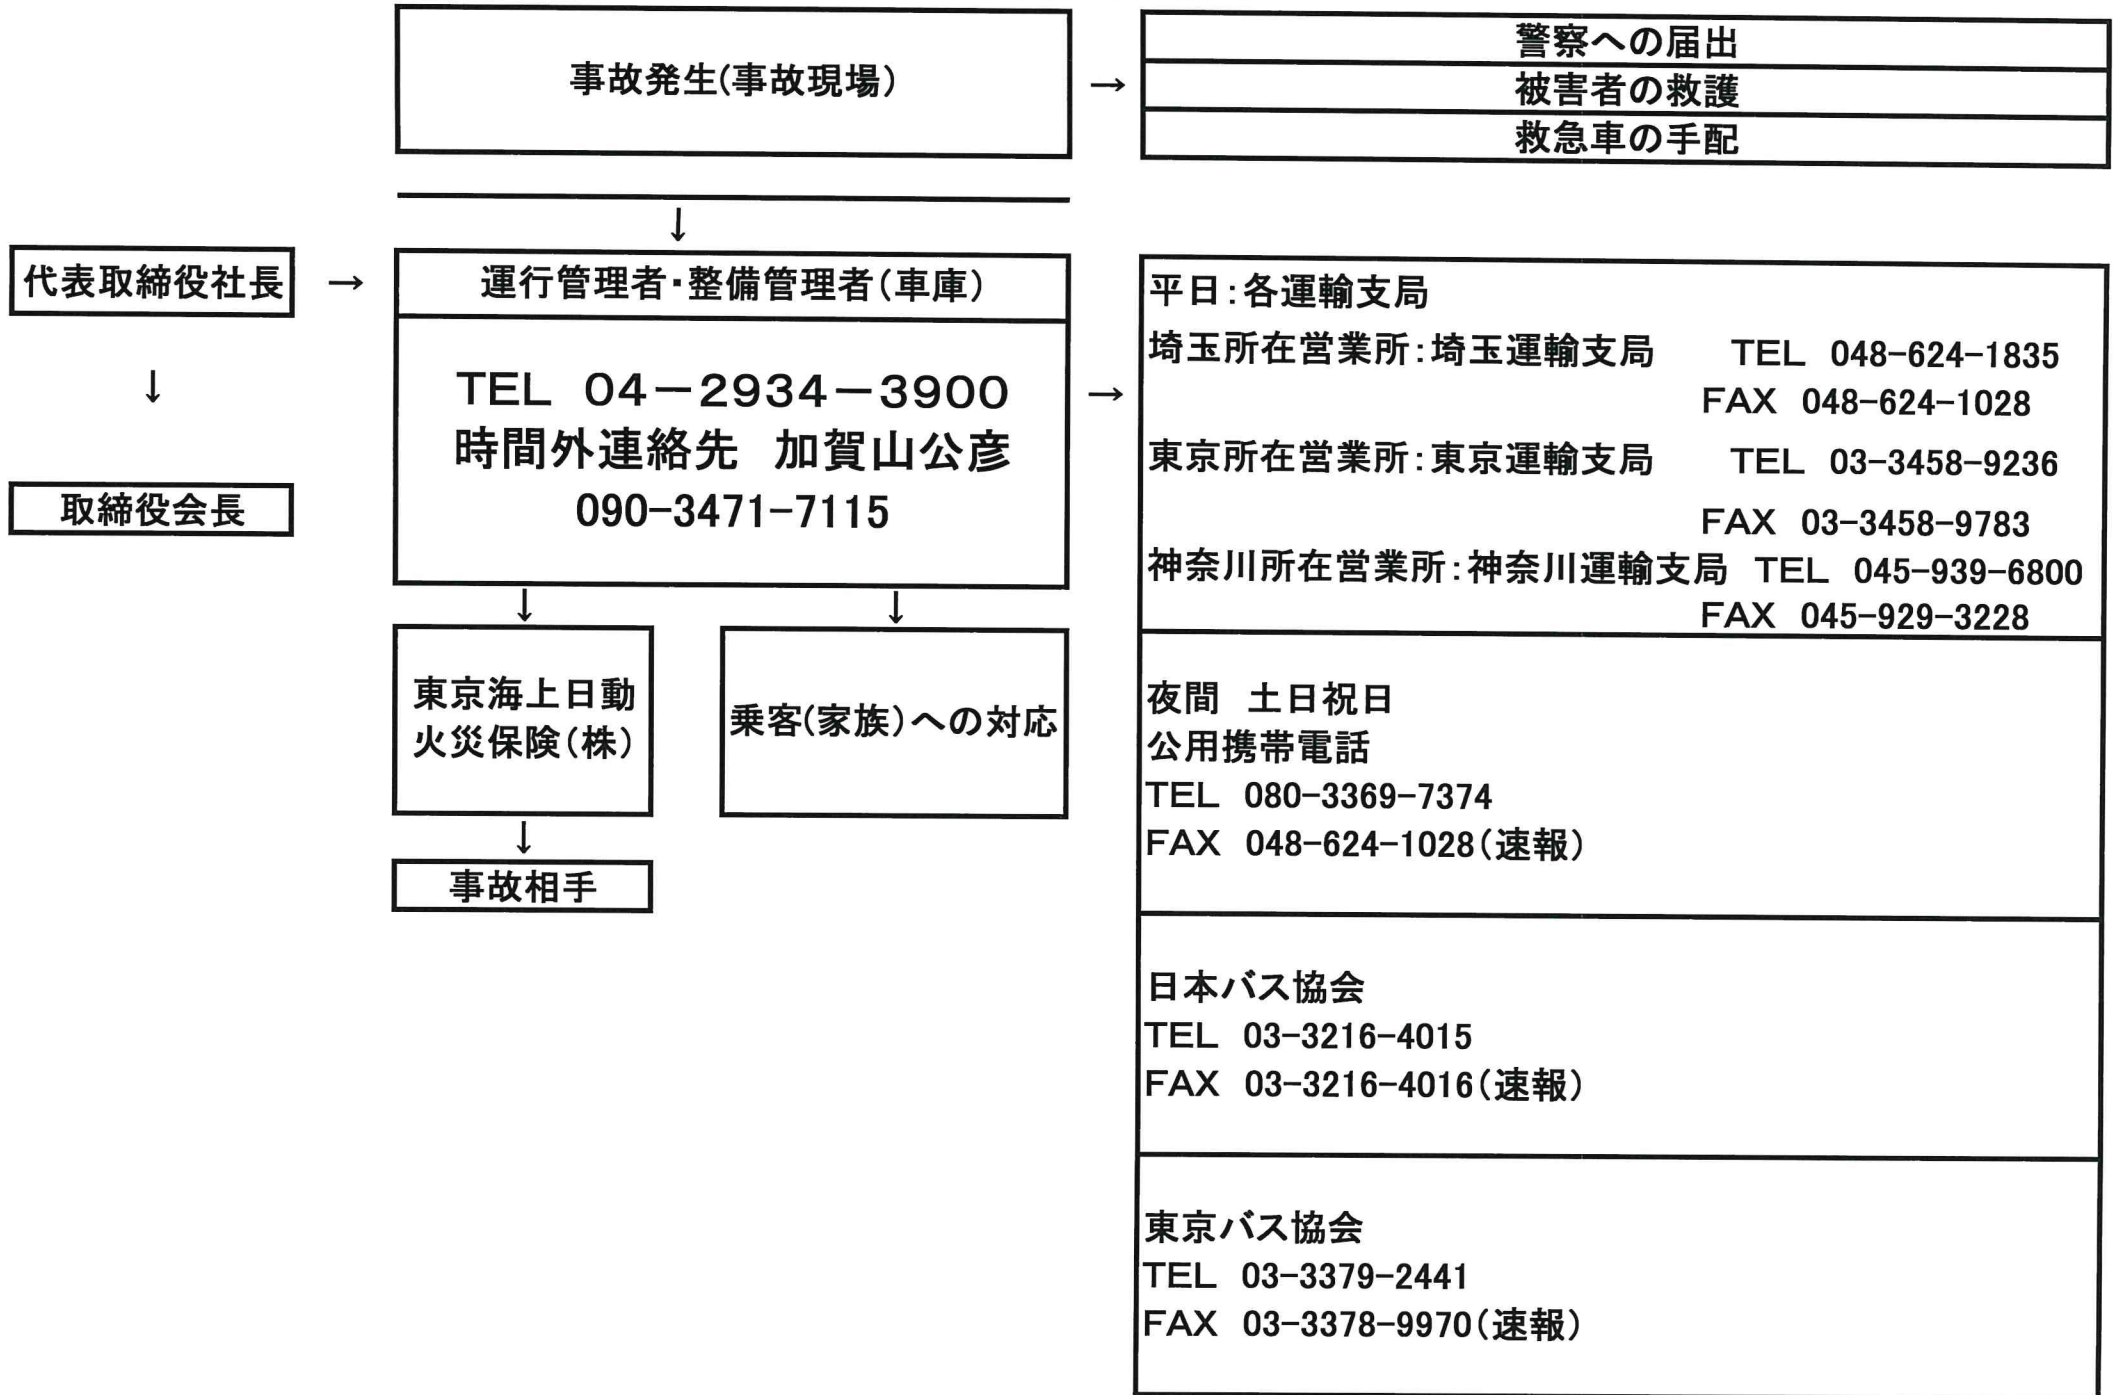 事故発生(事故現場)
→
警察への届出
被害者の救護
救急車の手配
↓
代表取締役社長
→
運行管理者・整備管理者(車庫)
TEL 04-2934-3900
時間外連絡先 加賀山公彦
090-3471-7115
↓
取締役会長
→
平日:各運輸支局
埼玉所在営業所:埼玉運輸支局 TEL 048-624-1835
FAX 048-624-1028
東京所在営業所:東京運輸支局 TEL 03-3458-9236
FAX 03-3458-9783
神奈川所在営業所:神奈川運輸支局 TEL 045-939-6800
FAX 045-929-3228
↓ ↓
東京海上日動
火災保険(株)
乗客(家族)への対応
↓
事故相手
夜間 土日祝日
公用携帯電話
TEL 080-3369-7374
FAX 048-624-1028(速報)
日本バス協会
TEL 03-3216-4015
FAX 03-3216-4016(速報)
東京バス協会
TEL 03-3379-2441
FAX 03-3378-9970(速報)